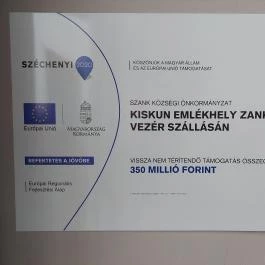 SZÉCHENYI 2020
KÖSZÖNJÜK A MAGYAR ÁLLAM
ÉS AZ EURÓPAI UNIÓ TÁMOGATÁSÁT
SZANK KÖZSÉGI ÖNKORMÁNYZAT
KISKUN EMLÉKHELY ZANK
VEZÉR SZÁLLÁSÁN
Európai Unió
MAGYARORSZÁG
KORMÁNYA
BEFEKTETÉS A JÖVŐBE
Európai Regionális
Fejlesztési Alap
VISSZA NEM TÉRÍTENDŐ TÁMOGATÁS ÖSSZEG
350 MILLIÓ FORINT